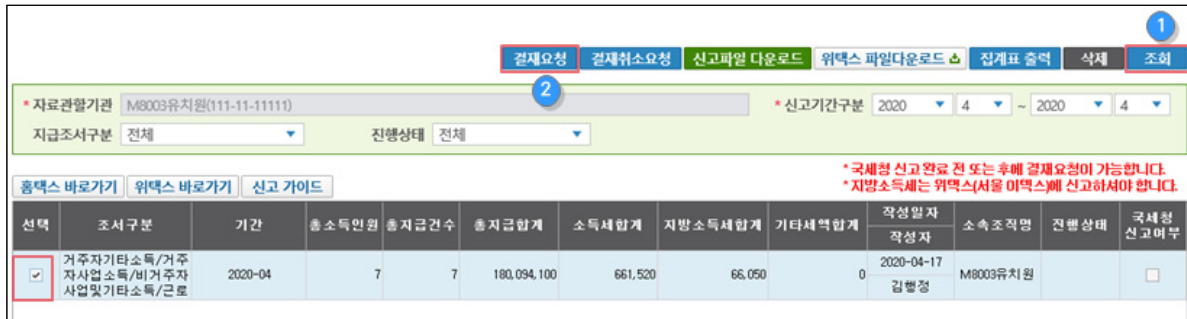 1
결재요청 결재취소요청 신고파일 다운로드 위택스 파일다운로드 집계표 출력 삭제 조회
2
* 자료관할기관 M8003유치원(111-11-11111) * 신고기간구분 2020 4 ~ 2020 4
지급조서구분 전체 진행상태 전체
* 국세청 신고 완료 전 또는 후에 결재요청이 가능합니다.
홈택스 바로가기 위택스 바로가기 신고 가이드 * 지방소득세는 위택스(서울 이택스)에 신고하셔야 합니다.
선택 조서구분 기간 총소득인원 총지급건수 총지급합계 소득세합계 지방소득세합계 기타세액합계 작성일자 소속조직명 진행상태 국세청
작성자 신고여부
거주자기타소득/거주
자사업소득/비거주자
사업및기타소득/근로
2020-04 7 7 180,094,100 661,520 66,050 0
2020-04-17
김행정
M8003유치원